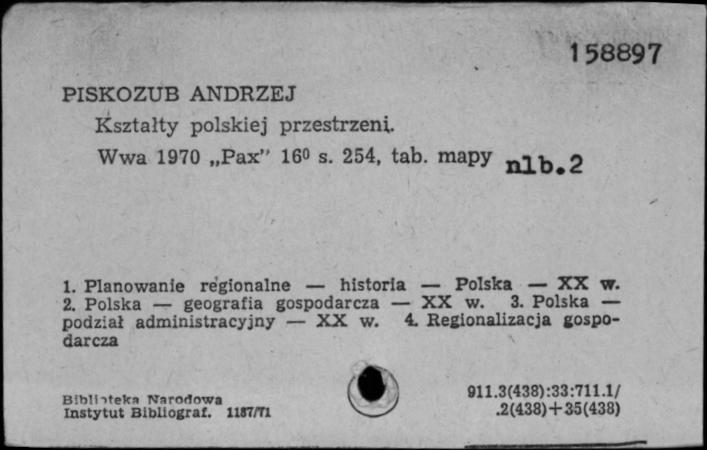 158897
PISKOZUB ANDRZEJ
Kształty polskiej przestrzeni.
Wwa 1970 „Pax” 16⁰ s. 254, tab. mapy nlb.2
1. Planowanie regionalne — historia — Polska — XX w.
2. Polska — geografia gospodarcza — XX w. 3. Polska —
podział administracyjny — XX w. 4. Regionalizacja gospo-
darcza
Biblioteka Narodowa
Instytut Bibliograf. 1187/71
911.3(438):33:711.1/
.2(438)+35(438)